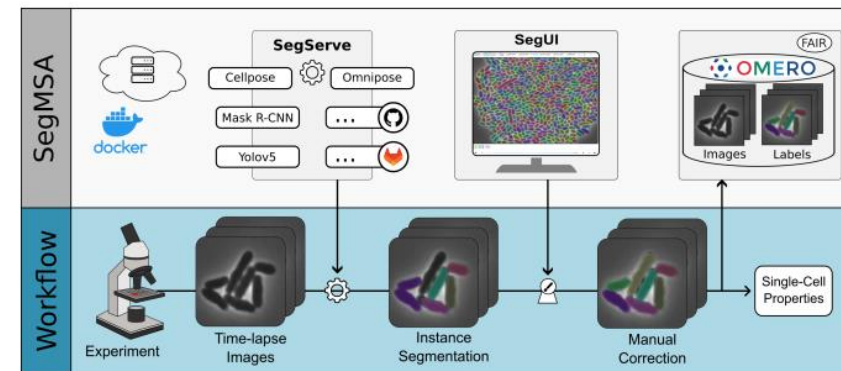 SegMSA
docker
SegServe
Cellpose
Omnipose
Mask R-CNN
...
Yolov5
...
SegUI
FAIR
OMERO
Images
Labels
Workflow
Experiment
Time-lapse
Images
Instance
Segmentation
Manual
Correction
Single-Cell
Properties